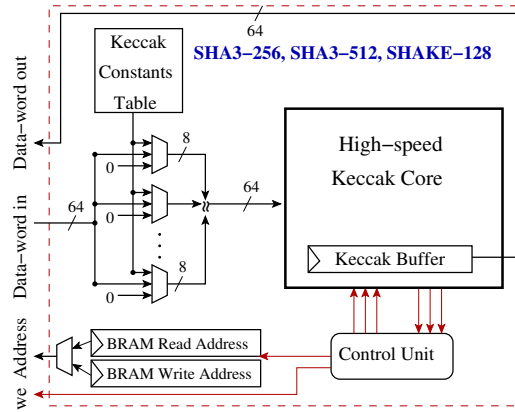 64
Keccak
Constants
Table
SHA3−256, SHA3−512, SHAKE−128
Data−word out
8
0
64
High−speed
Keccak Core
64
0
Data−word in
8
0
Keccak Buffer
BRAM Read Address
BRAM Write Address
Control Unit
Address
we